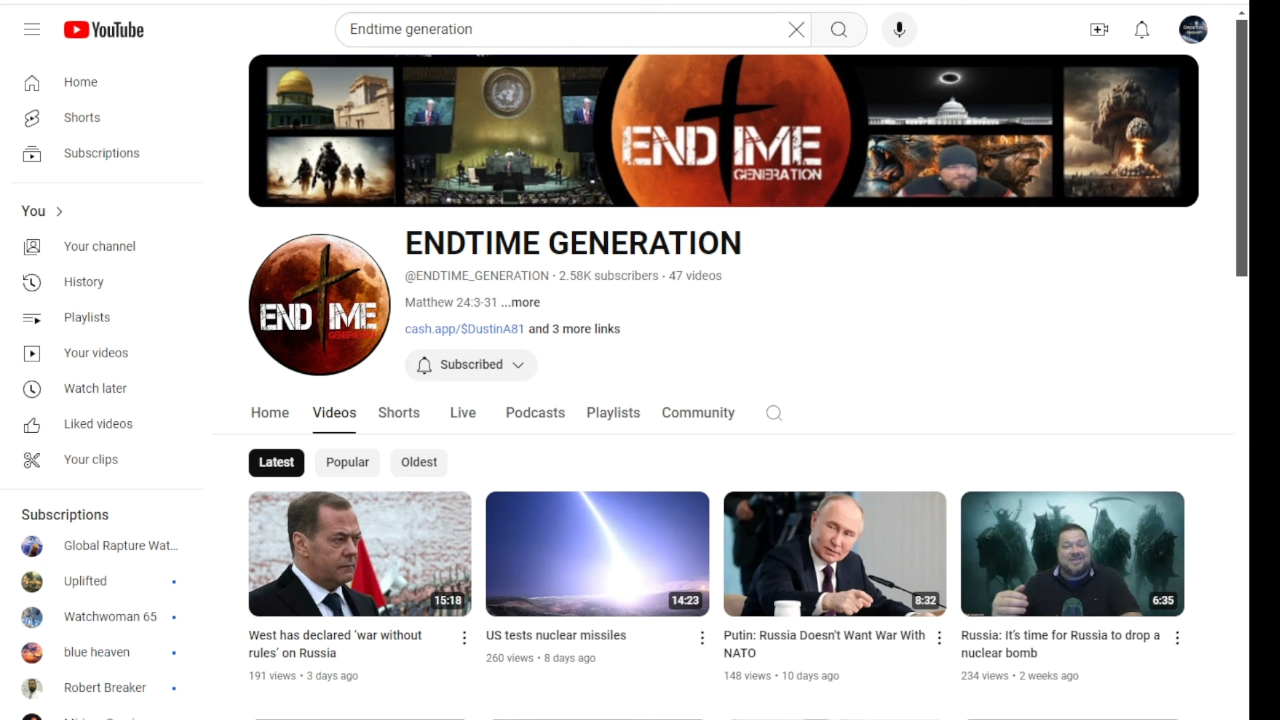 YouTube
Endtime generation
Home
Shorts
Subscriptions
You
Your channel
History
Playlists
Your videos
Watch later
Liked videos
Your clips
Subscriptions
Global Rapture Wat...
Uplifted
Watchwoman 65
blue heaven
Robert Breaker
END IME
GENERATION
END IME
GENERATION
ENDTIME GENERATION
@ENDTIME_GENERATION · 2.58K subscribers · 47 videos
Matthew 24:3-31 ...more
cash.app/$DustinA81 and 3 more links
Subscribed
Home Videos Shorts Live Podcasts Playlists Community
Latest Popular Oldest
15:18
West has declared ‘war without
rules’ on Russia
191 views • 3 days ago
14:23
US tests nuclear missiles
260 views • 8 days ago
8:32
Putin: Russia Doesn't Want War With
NATO
148 views • 10 days ago
6:35
Russia: It's time for Russia to drop a
nuclear bomb
234 views • 2 weeks ago